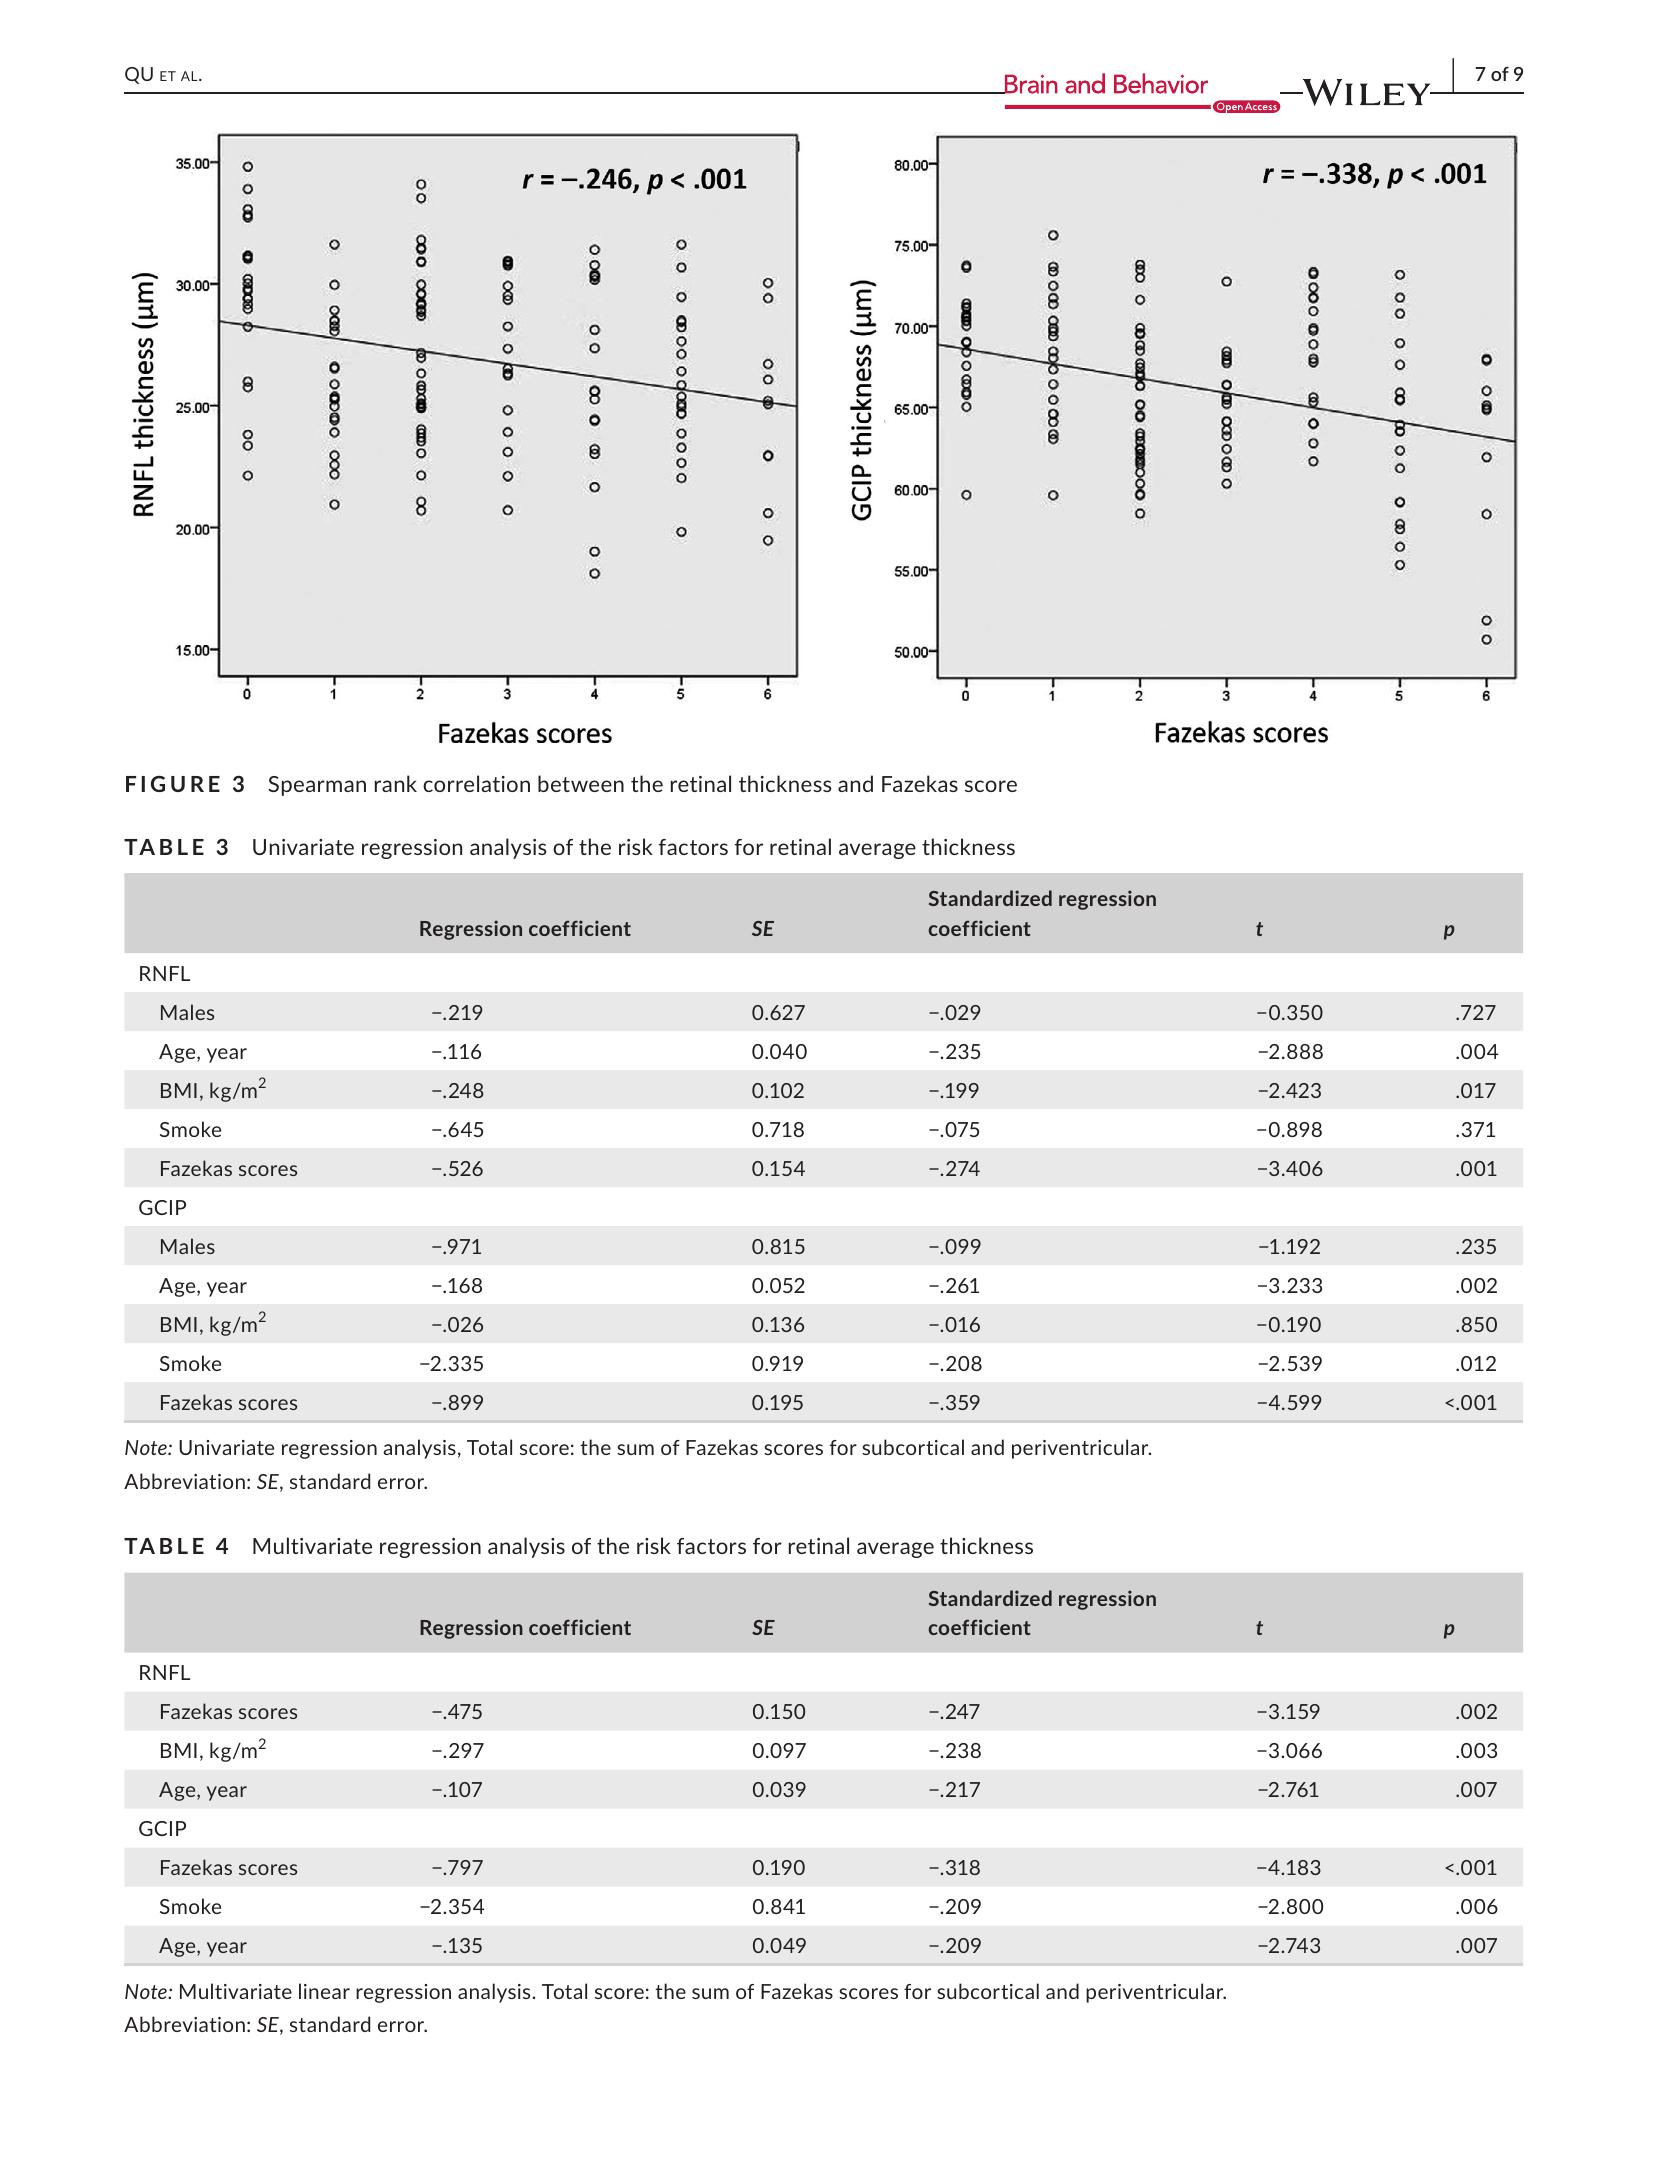 QU ET AL.
Brain and Behavior
Open Access
WILEY
7 of 9
35.00
30.00
25.00
20.00
15.00
RNFL thickness (µm)
r = −.246, p < .001
0 1 2 3 4 5 6
Fazekas scores
80.00
75.00
70.00
65.00
60.00
55.00
50.00
GCIP thickness (µm)
r = −.338, p < .001
0 1 2 3 4 5 6
Fazekas scores
FIGURE 3 Spearman rank correlation between the retinal thickness and Fazekas score
TABLE 3 Univariate regression analysis of the risk factors for retinal average thickness
Standardized regression
Regression coefficient SE coefficient t p
RNFL
Males −.219 0.627 −.029 −0.350 .727
Age, year −.116 0.040 −.235 −2.888 .004
BMI, kg/m² −.248 0.102 −.199 −2.423 .017
Smoke −.645 0.718 −.075 −0.898 .371
Fazekas scores −.526 0.154 −.274 −3.406 .001
GCIP
Males −.971 0.815 −.099 −1.192 .235
Age, year −.168 0.052 −.261 −3.233 .002
BMI, kg/m² −.026 0.136 −.016 −0.190 .850
Smoke −2.335 0.919 −.208 −2.539 .012
Fazekas scores −.899 0.195 −.359 −4.599 <.001
Note: Univariate regression analysis, Total score: the sum of Fazekas scores for subcortical and periventricular.
Abbreviation: SE, standard error.
TABLE 4 Multivariate regression analysis of the risk factors for retinal average thickness
Standardized regression
Regression coefficient SE coefficient t p
RNFL
Fazekas scores −.475 0.150 −.247 −3.159 .002
BMI, kg/m² −.297 0.097 −.238 −3.066 .003
Age, year −.107 0.039 −.217 −2.761 .007
GCIP
Fazekas scores −.797 0.190 −.318 −4.183 <.001
Smoke −2.354 0.841 −.209 −2.800 .006
Age, year −.135 0.049 −.209 −2.743 .007
Note: Multivariate linear regression analysis. Total score: the sum of Fazekas scores for subcortical and periventricular.
Abbreviation: SE, standard error.